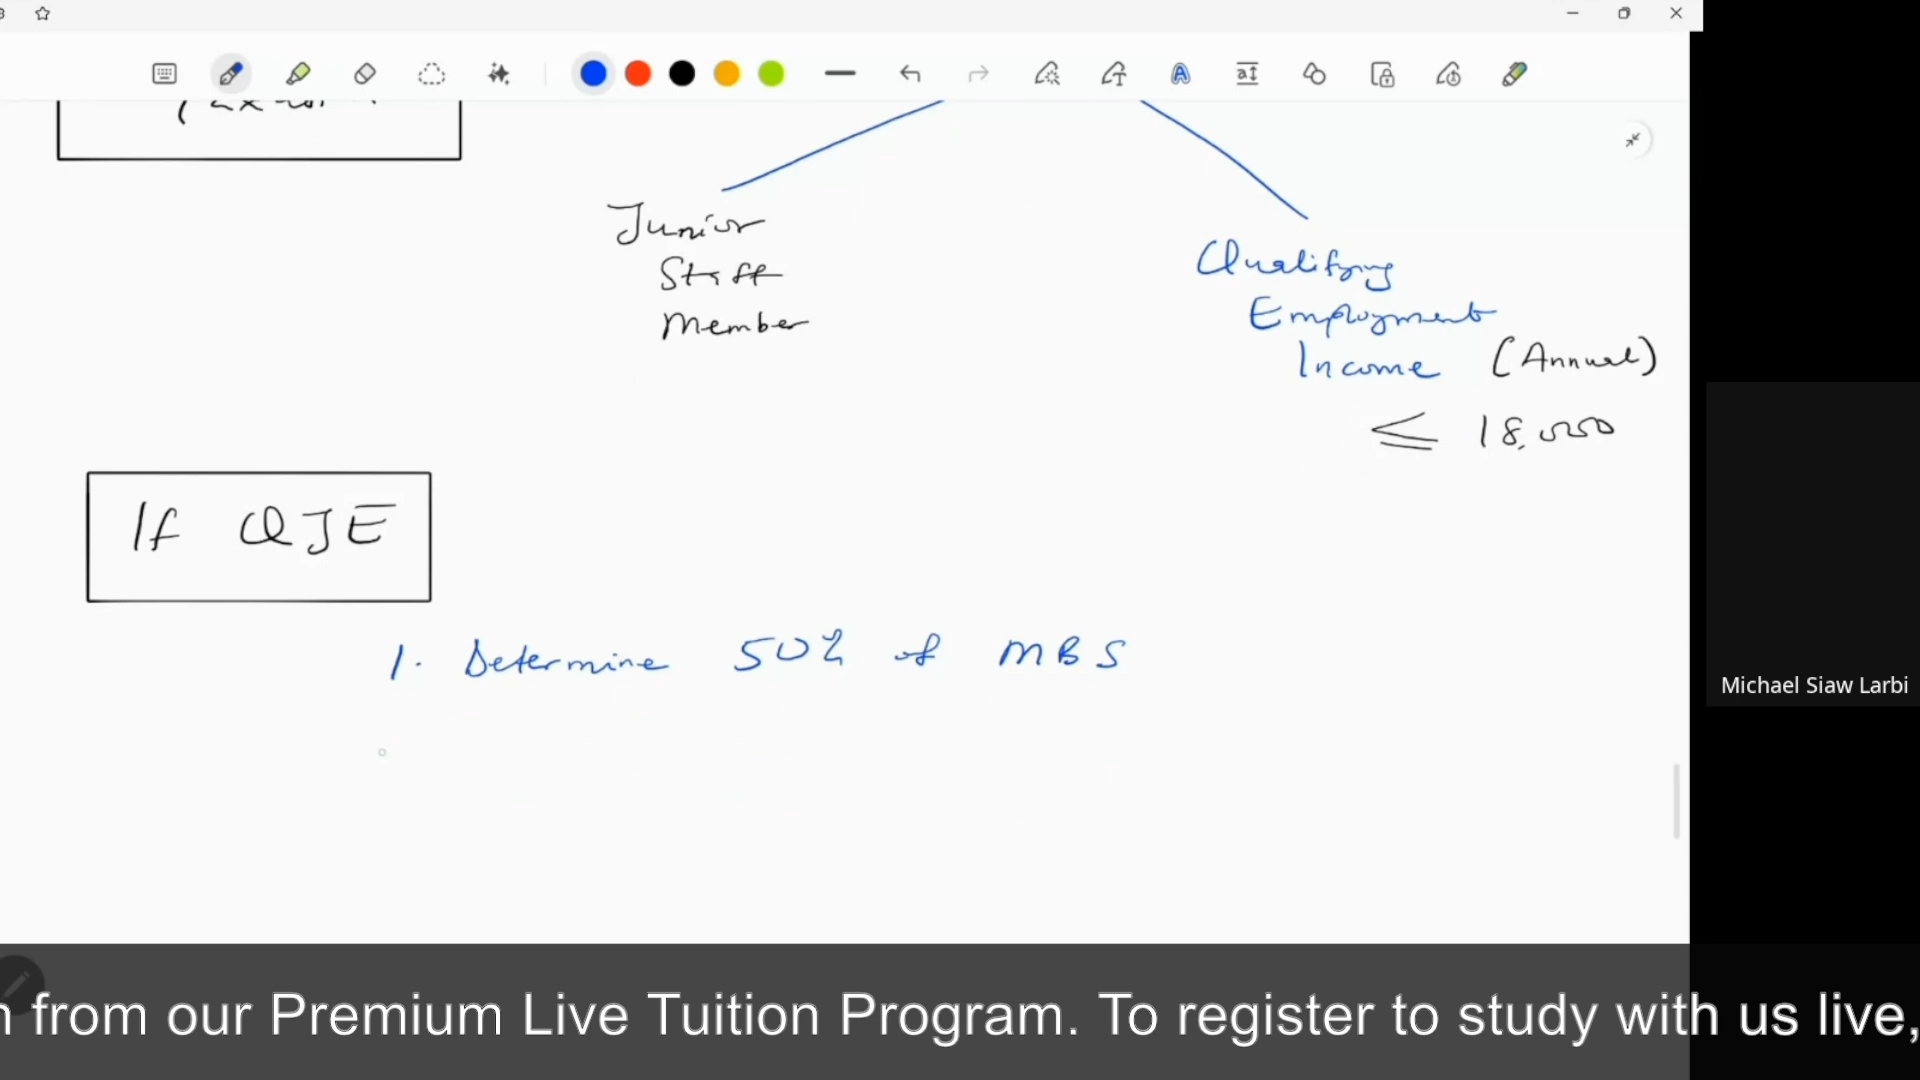 Junior
Staff
Member
Qualifying
Employment
Income (Annual)
≤ 18,000
If QJE
1. Determine 50% of MBS
Michael Siaw Larbi
from our Premium Live Tuition Program. To register to study with us live,